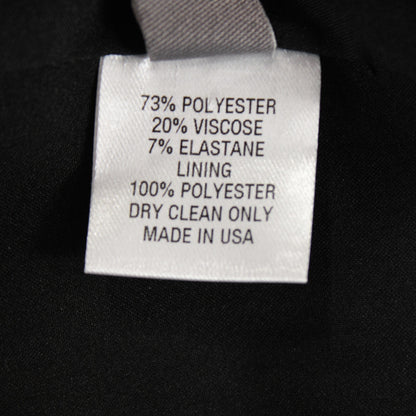 73% POLYESTER
20% VISCOSE
7% ELASTANE
LINING
100% POLYESTER
DRY CLEAN ONLY
MADE IN USA